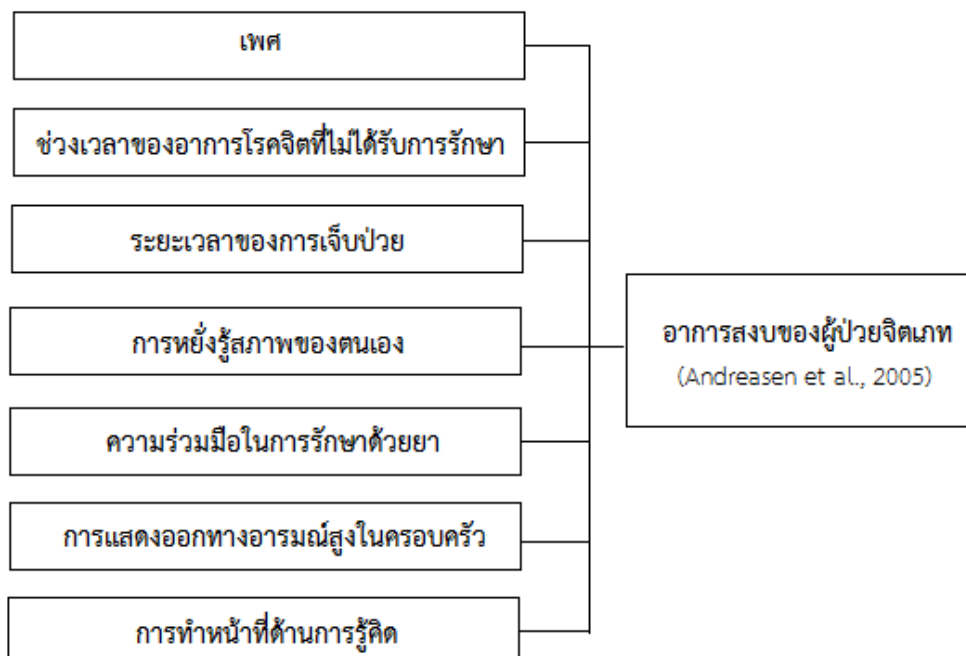 เพศ
ช่วงเวลาของอาการโรคจิตที่ไม่ได้รับการรักษา
ระยะเวลาของการเจ็บป่วย
การหยั่งรู้สภาพของตนเอง
ความร่วมมือในการรักษาด้วยยา
การแสดงออกทางอารมณ์สูงในครอบครัว
การทำหน้าที่ด้านการรู้คิด
อาการสงบของผู้ป่วยจิตเภท
(Andreasen et al., 2005)